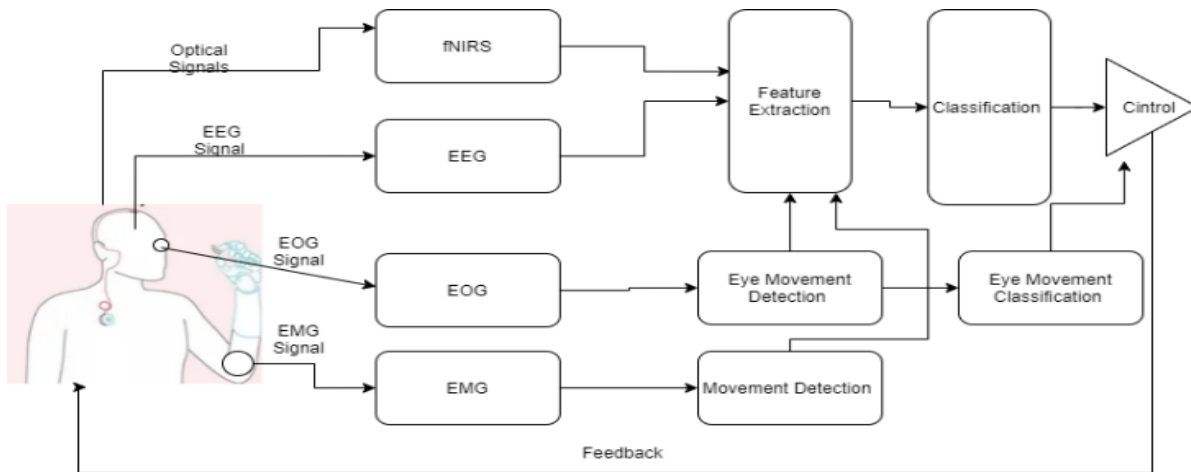 Optical
Signals
fNIRS
Feature
Extraction
Classification
Cintrol
EEG
Signal
EEG
EOG
Signal
EOG
Eye Movement
Detection
Eye Movement
Classification
EMG
Signal
EMG
Movement Detection
Feedback